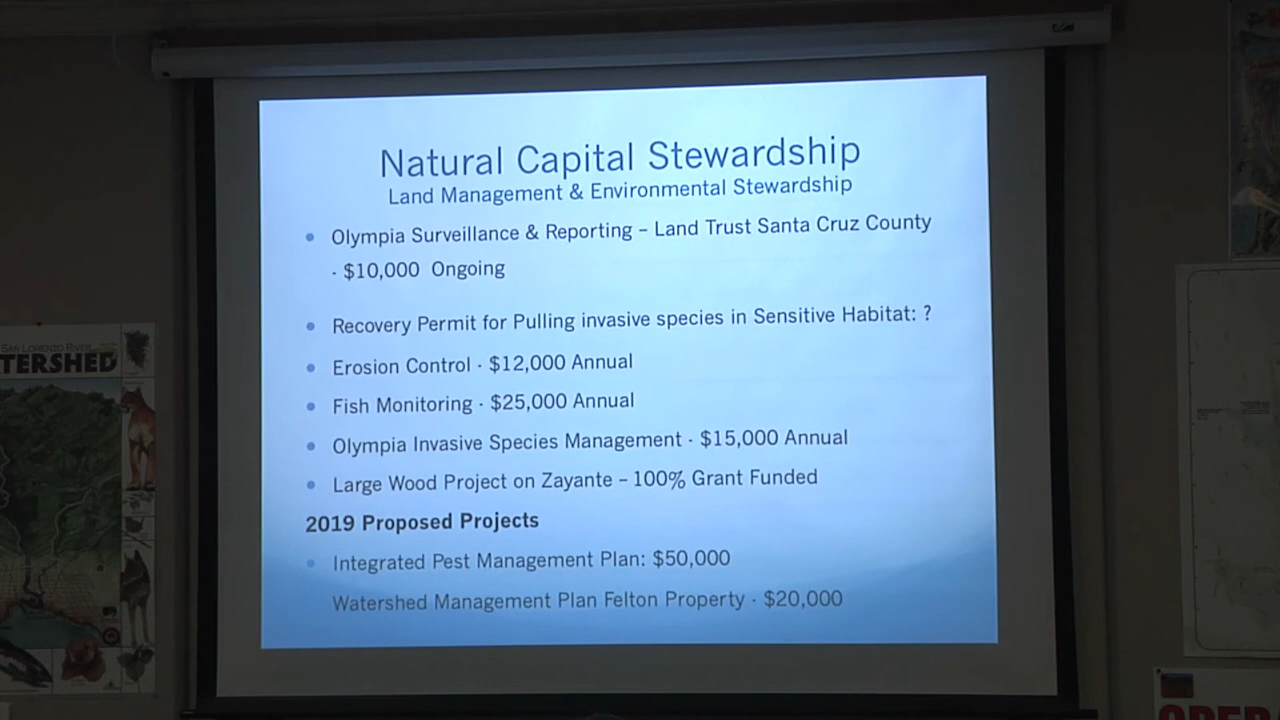 Natural Capital Stewardship
Land Management & Environmental Stewardship
• Olympia Surveillance & Reporting – Land Trust Santa Cruz County
· $10,000 Ongoing
• Recovery Permit for Pulling invasive species in Sensitive Habitat: ?
• Erosion Control · $12,000 Annual
• Fish Monitoring · $25,000 Annual
• Olympia Invasive Species Management · $15,000 Annual
• Large Wood Project on Zayante – 100% Grant Funded
2019 Proposed Projects
• Integrated Pest Management Plan: $50,000
Watershed Management Plan Felton Property · $20,000
SAN LORENZO RIVER
TERSHED